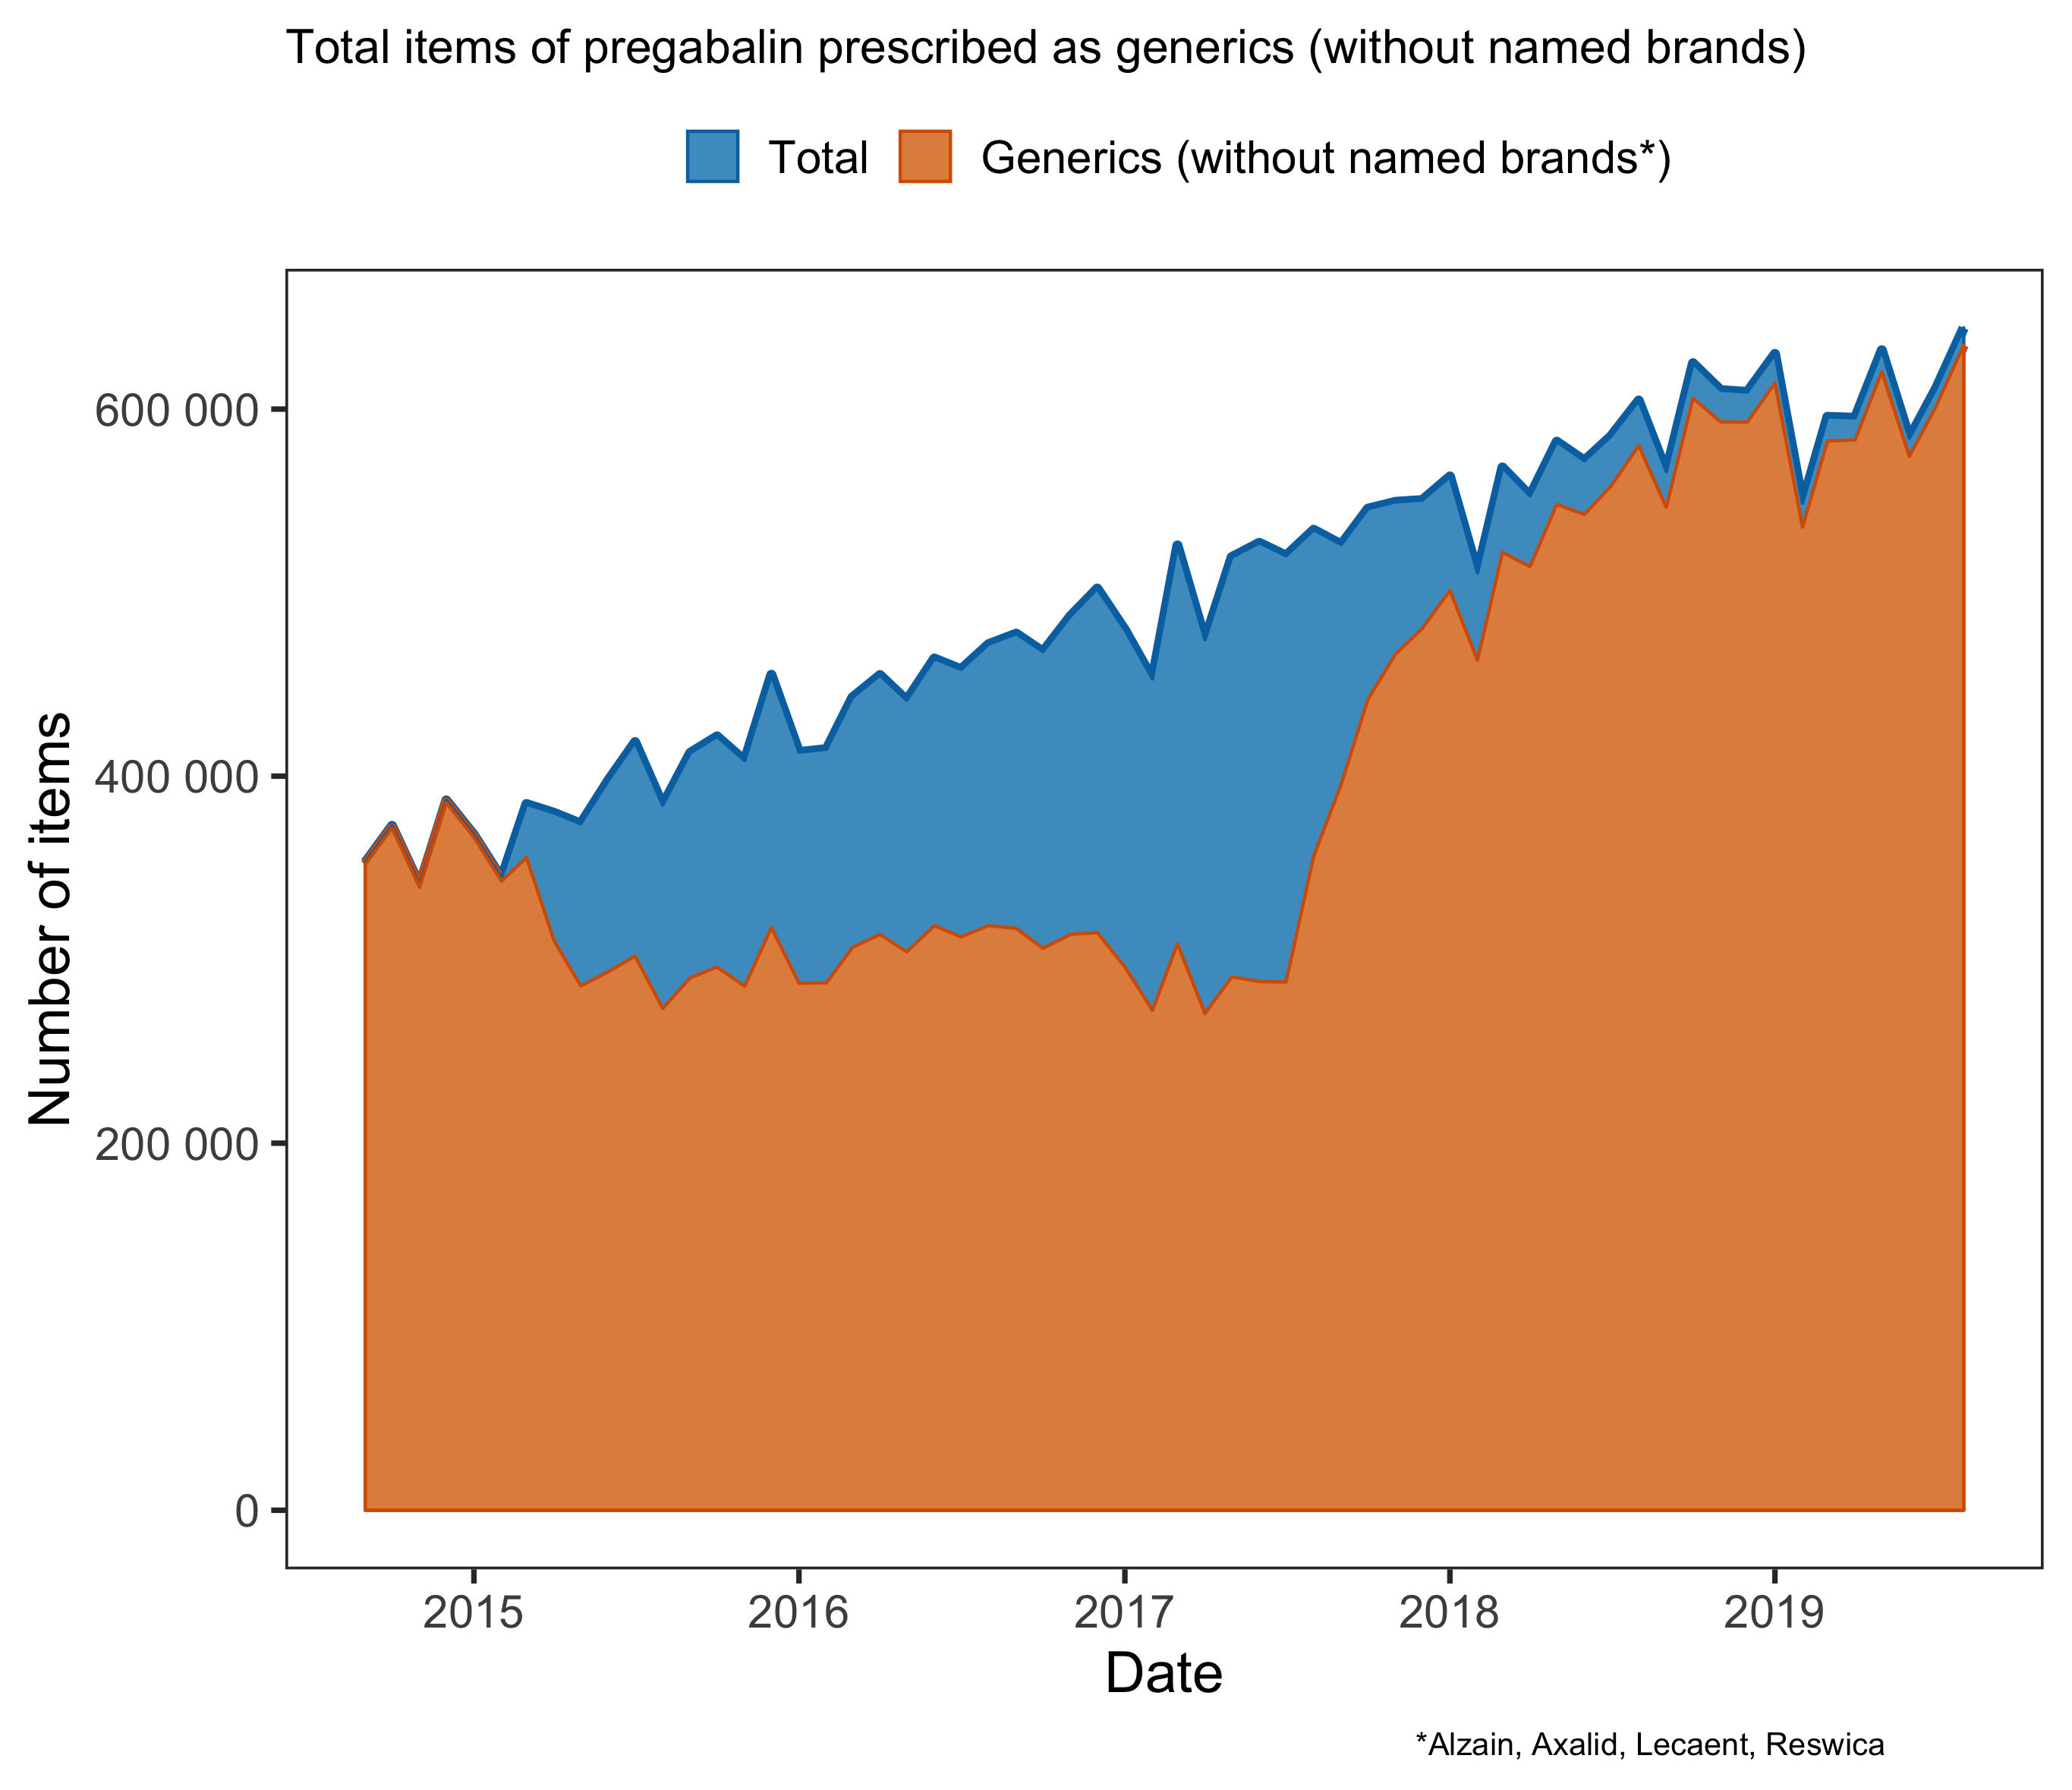 Total items of pregabalin prescribed as generics (without named brands)
Total
Generics (without named brands*)
Number of items
600 000
400 000
200 000
0
2015
2016
2017
2018
2019
Date
*Alzain, Axalid, Lecaent, Reswica